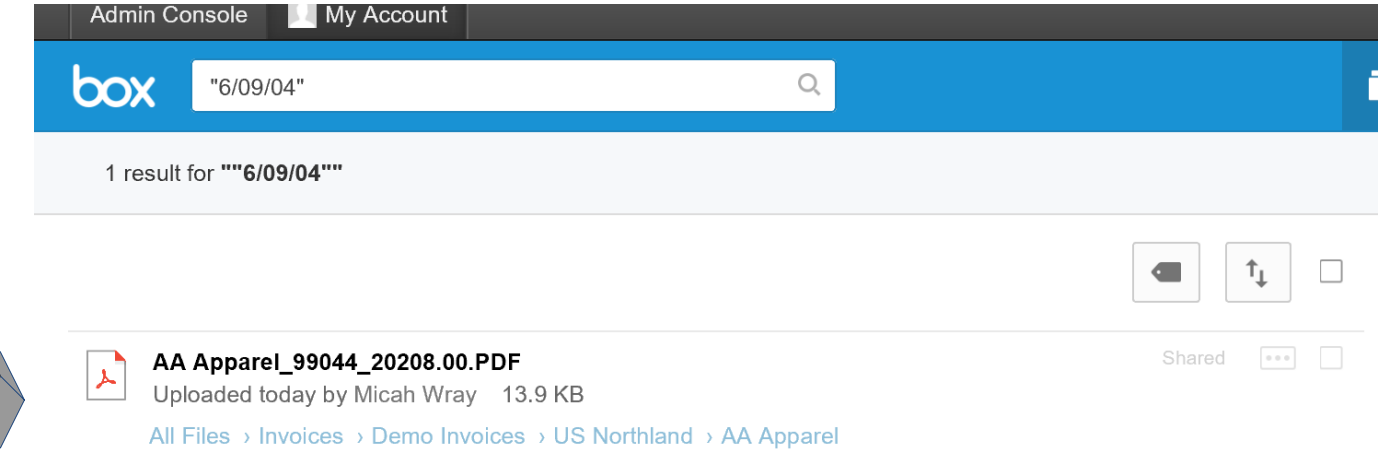 Admin Console My Account
box "6/09/04"
1 result for ""6/09/04""
AA Apparel_99044_20208.00.PDF Shared
Uploaded today by Micah Wray 13.9 KB
All Files › Invoices › Demo Invoices › US Northland › AA Apparel